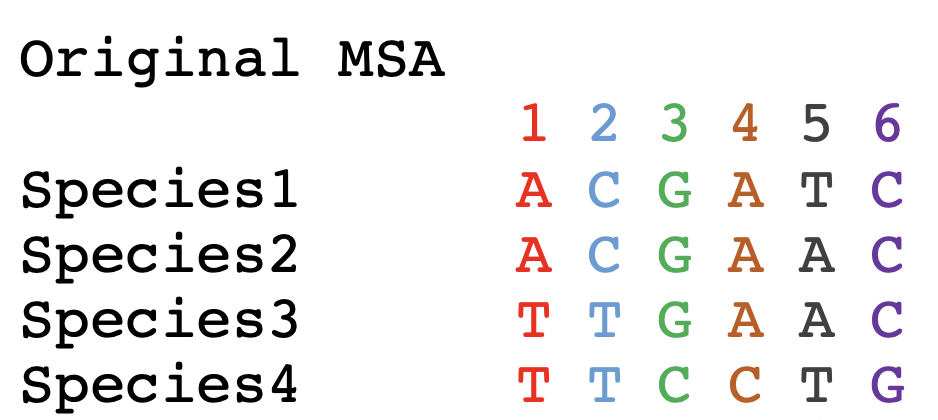 Original MSA
1 2 3 4 5 6
Species1 A C G A T C
Species2 A C G A A C
Species3 T T G A A C
Species4 T T C C T G